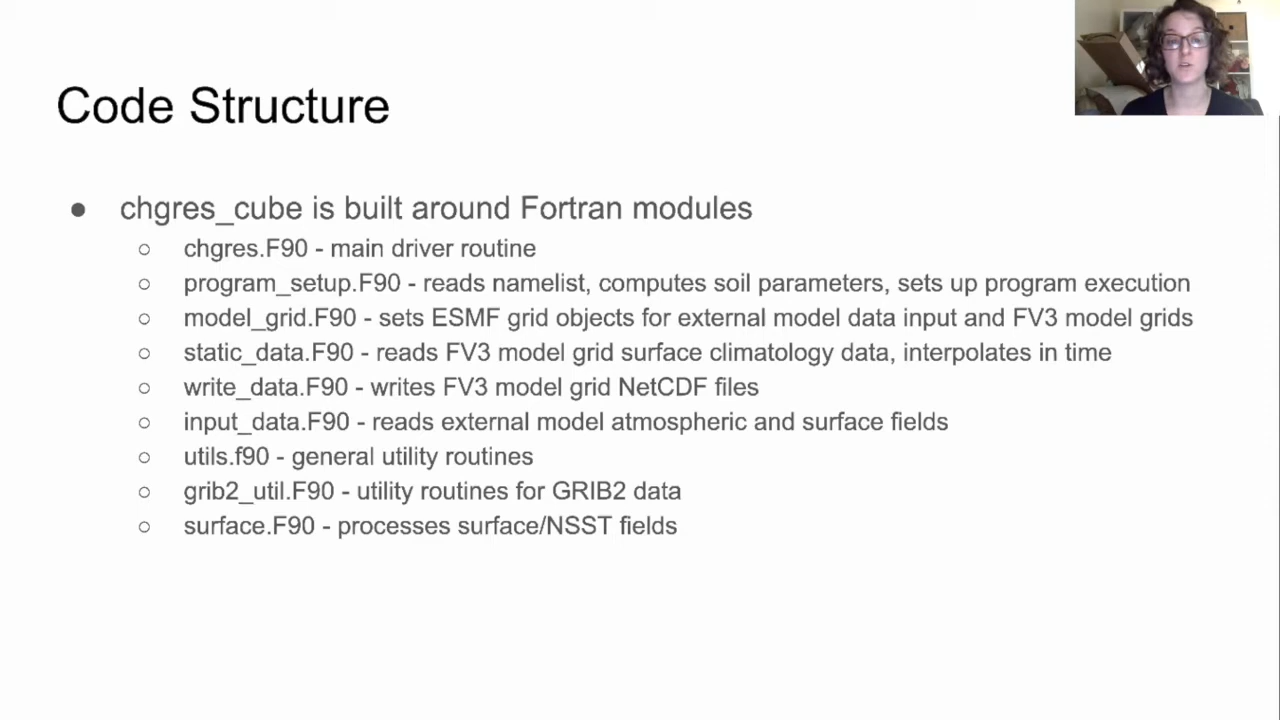 Code Structure
● chgres_cube is built around Fortran modules
○ chgres.F90 - main driver routine
○ program_setup.F90 - reads namelist, computes soil parameters, sets up program execution
○ model_grid.F90 - sets ESMF grid objects for external model data input and FV3 model grids
○ static_data.F90 - reads FV3 model grid surface climatology data, interpolates in time
○ write_data.F90 - writes FV3 model grid NetCDF files
○ input_data.F90 - reads external model atmospheric and surface fields
○ utils.f90 - general utility routines
○ grib2_util.F90 - utility routines for GRIB2 data
○ surface.F90 - processes surface/NSST fields